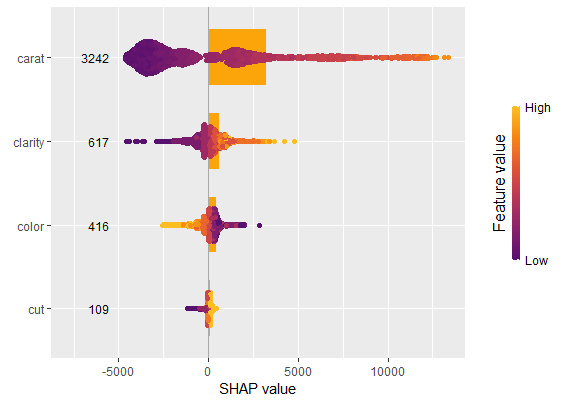 carat 3242
clarity 617
color 416
cut 109
-5000 0 5000 10000
SHAP value
Feature value
High
Low